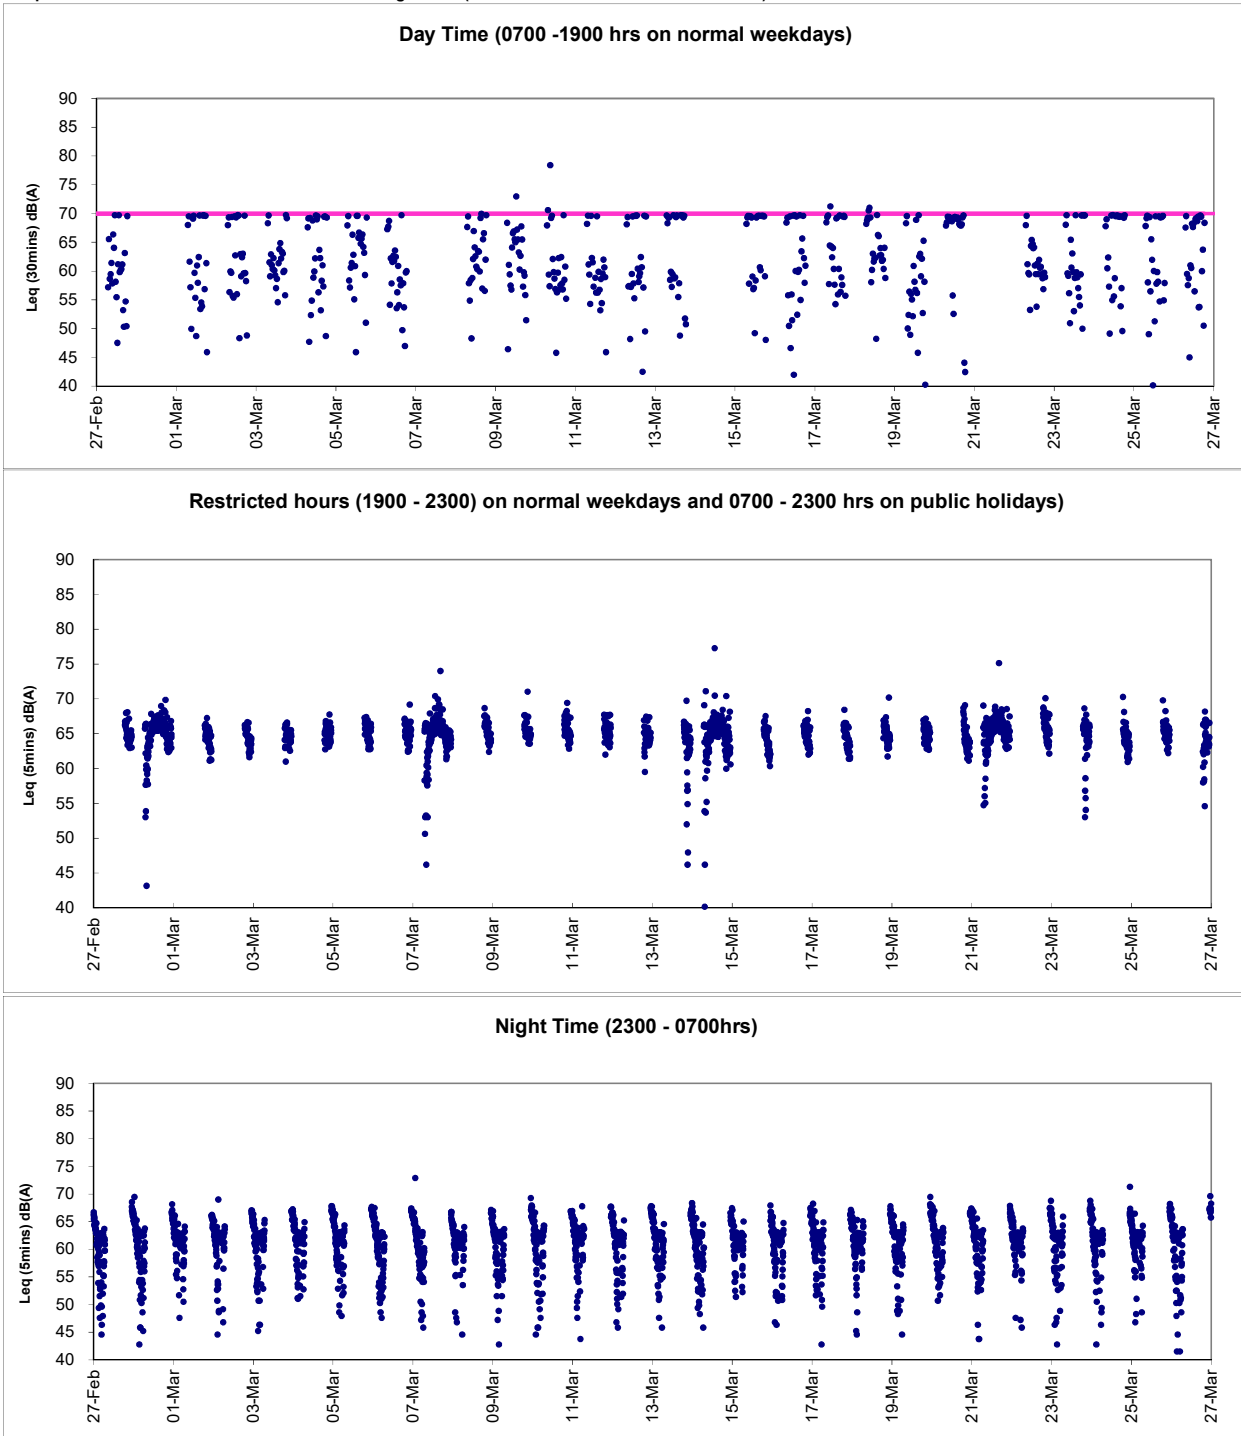 Day Time (0700 -1900 hrs on normal weekdays)
90
85
80
75
70
65
60
55
50
45
40
Leq (30mins) dB(A)
27-Feb
01-Mar
03-Mar
05-Mar
07-Mar
09-Mar
11-Mar
13-Mar
15-Mar
17-Mar
19-Mar
21-Mar
23-Mar
25-Mar
27-Mar
Restricted hours (1900 - 2300) on normal weekdays and 0700 - 2300 hrs on public holidays)
90
85
80
75
70
65
60
55
50
45
40
Leq (5mins) dB(A)
27-Feb
01-Mar
03-Mar
05-Mar
07-Mar
09-Mar
11-Mar
13-Mar
15-Mar
17-Mar
19-Mar
21-Mar
23-Mar
25-Mar
27-Mar
Night Time (2300 - 0700hrs)
90
85
80
75
70
65
60
55
50
45
40
Leq (5mins) dB(A)
27-Feb
01-Mar
03-Mar
05-Mar
07-Mar
09-Mar
11-Mar
13-Mar
15-Mar
17-Mar
19-Mar
21-Mar
23-Mar
25-Mar
27-Mar